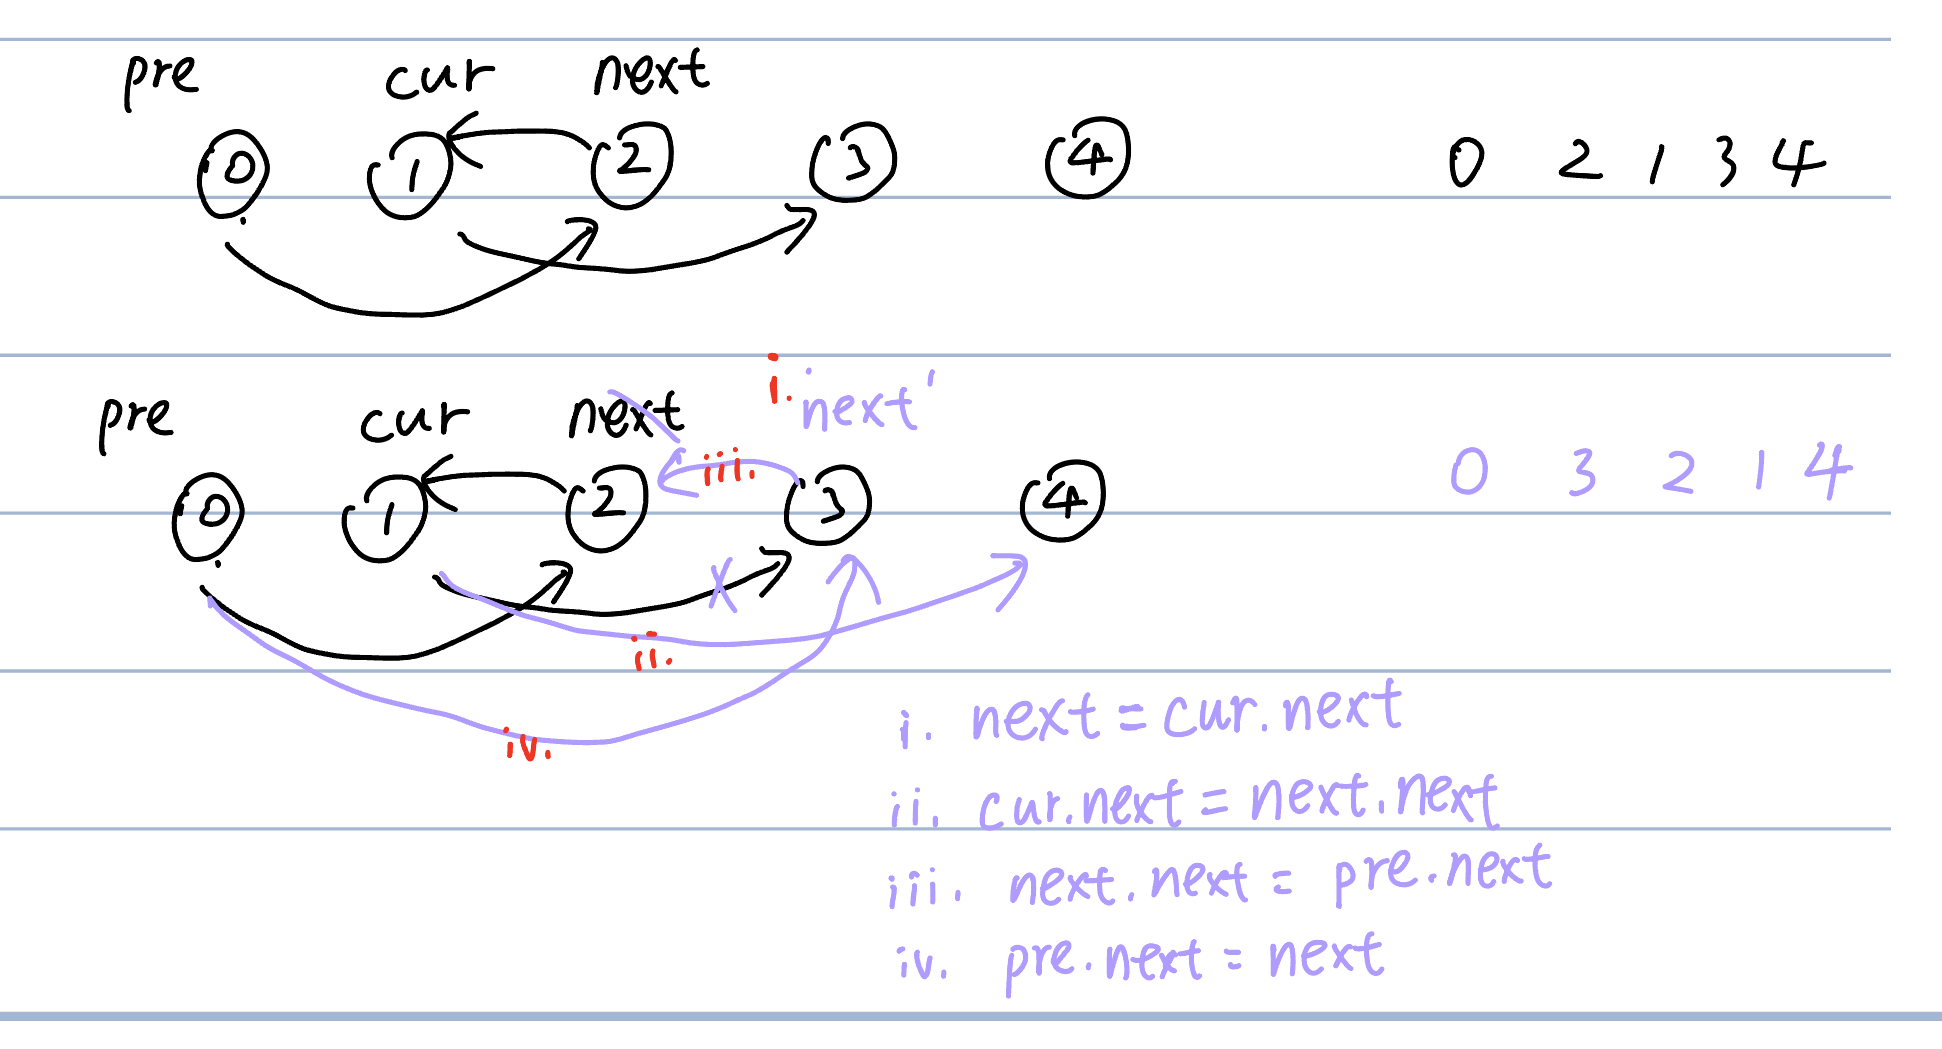 pre cur next
0 1 2 3 4 0 2 1 3 4
i. next'
pre cur next
iii.
0 1 2 3 4 0 3 2 1 4
ii.
iv.
i. next = cur.next
ii. cur.next = next.next
iii. next.next = pre.next
iv. pre.next = next